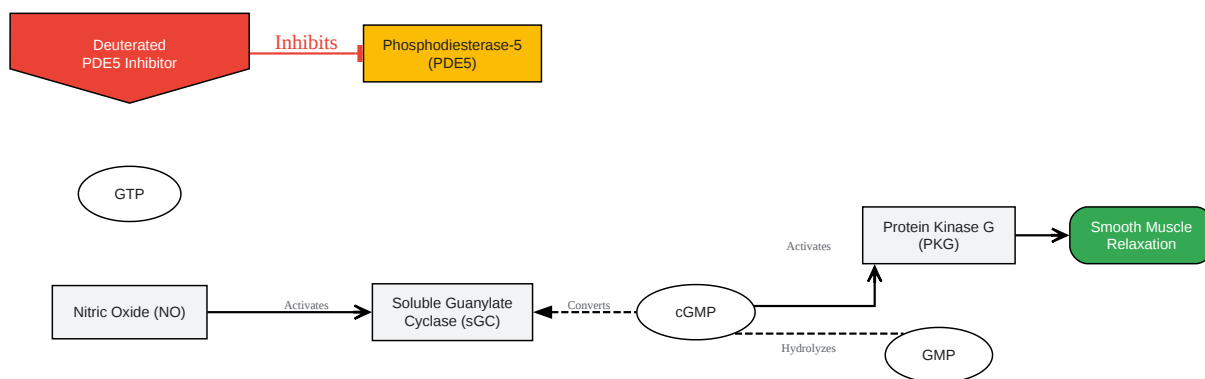 Deuterated
PDE5 Inhibitor
Inhibits
Phosphodiesterase-5
(PDE5)
GTP
Protein Kinase G
(PKG)
Smooth Muscle
Relaxation
Activates
Nitric Oxide (NO)
Activates
Soluble Guanylate
Cyclase (sGC)
Converts
cGMP
Hydrolyzes
GMP